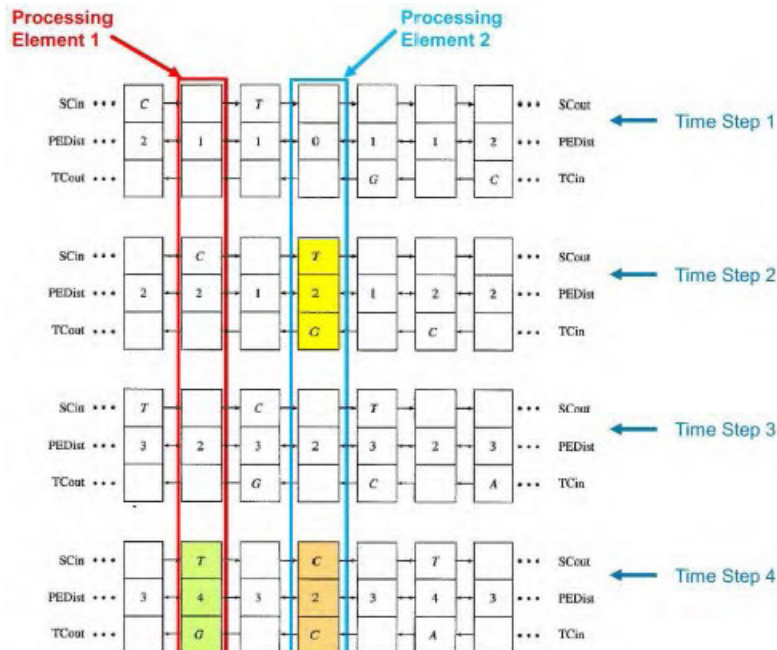 Processing
Element 1
Processing
Element 2
SCin ••• C T ••• SCout
PEDist ••• 2 1 1 0 1 1 2 ••• PEDist
TCout ••• G C ••• TCin
Time Step 1
SCin ••• C T ••• SCout
PEDist ••• 2 2 1 2 1 2 2 ••• PEDist
TCout ••• G C ••• TCin
Time Step 2
SCin ••• T C T ••• SCout
PEDist ••• 3 2 3 2 3 2 3 ••• PEDist
TCout ••• G C A ••• TCin
Time Step 3
SCin ••• T C T ••• SCout
PEDist ••• 3 4 3 2 3 4 3 ••• PEDist
TCout ••• G C A ••• TCin
Time Step 4